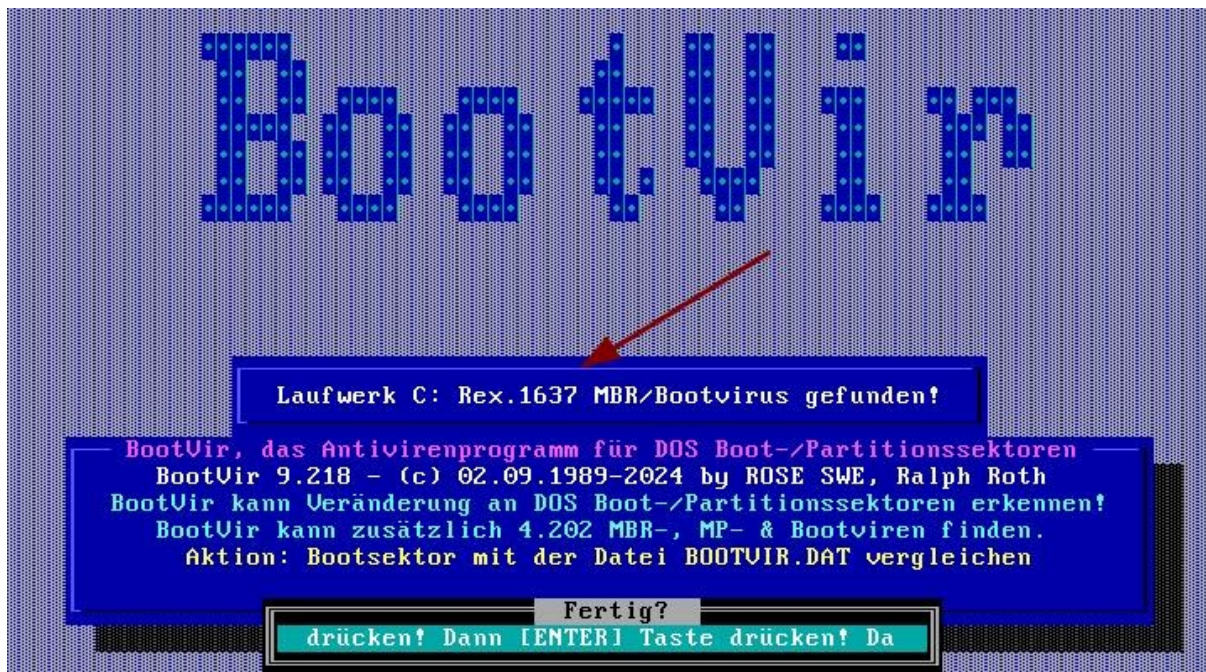 BootVir
Laufwerk C: Rex.1637 MBR/Bootvirus gefunden!
BootVir, das Antivirenprogramm für DOS Boot-/Partitionssektoren
BootVir 9.218 - (c) 02.09.1989-2024 by ROSE SWE, Ralph Roth
BootVir kann Veränderung an DOS Boot-/Partitionssektoren erkennen!
BootVir kann zusätzlich 4.202 MBR-, MP- & Bootviren finden.
Aktion: Bootsektor mit der Datei BOOTVIR.DAT vergleichen
Fertig?
drücken! Dann [ENTER] Taste drücken! Da